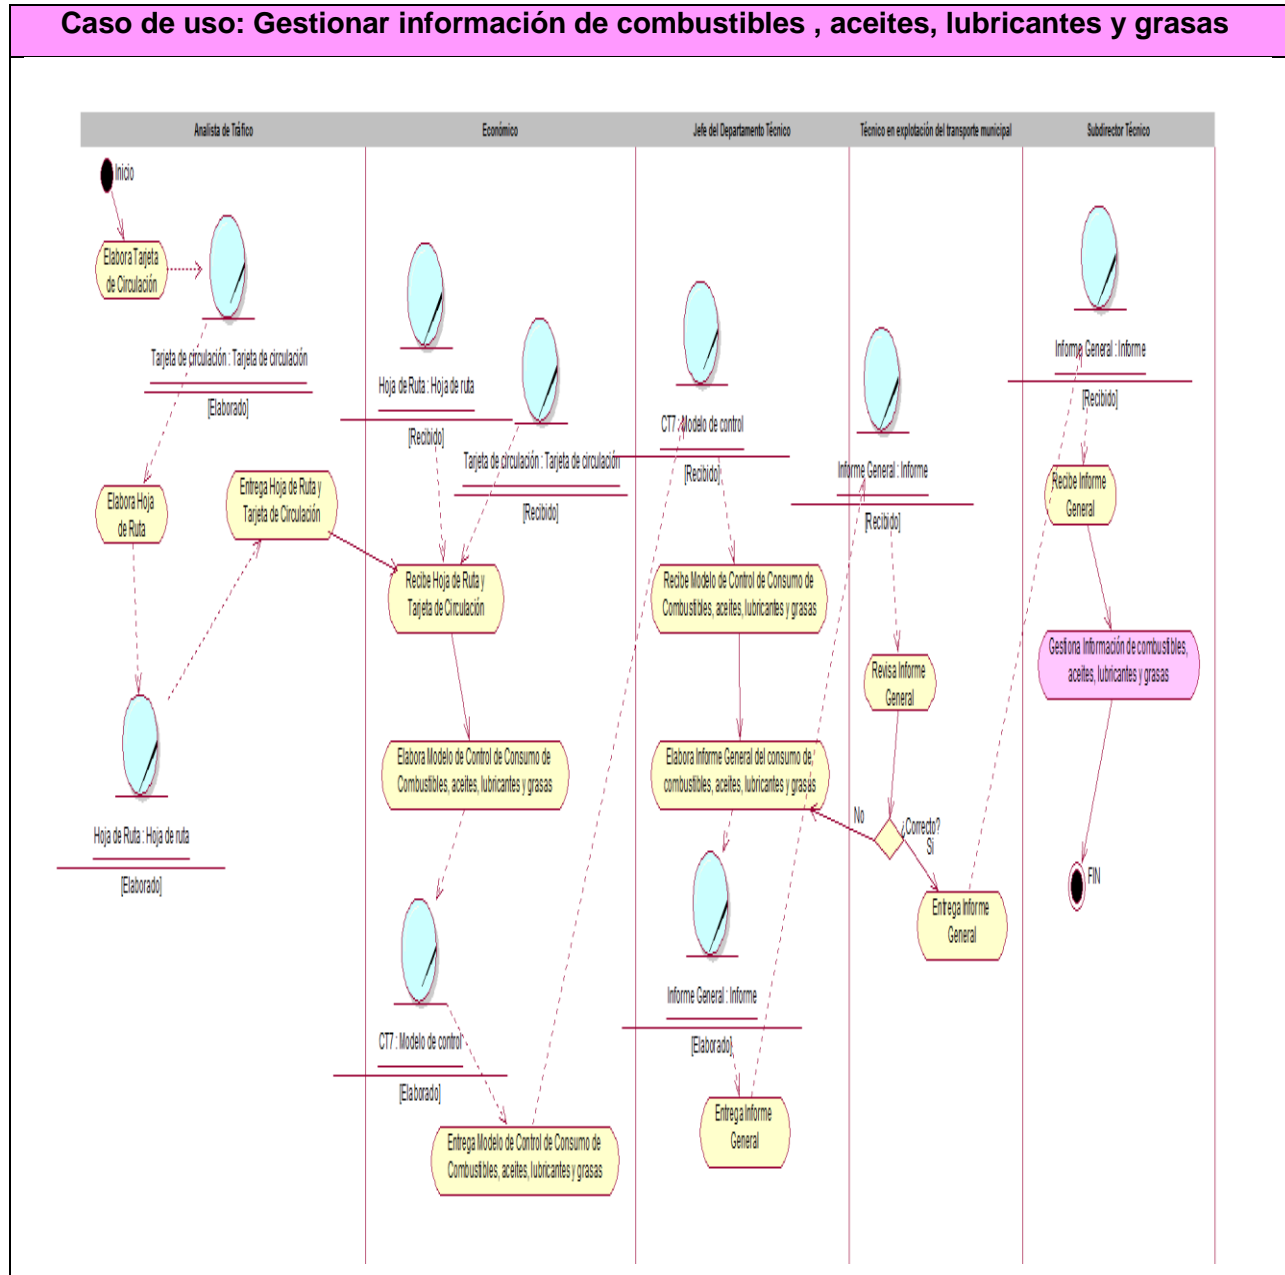 Caso de uso: Gestionar información de combustibles , aceites, lubricantes y grasas
Analista de Tráfico
Económico
Jefe del Departamento Técnico
Técnico en explotación del transporte municipal
Subdirector Técnico
Inicio
Elabora Tarjeta
de Circulación
Tarjeta de circulación : Tarjeta de circulación
[Elaborado]
Elabora Hoja
de Ruta
Entrega Hoja de Ruta y
Tarjeta de Circulación
Hoja de Ruta : Hoja de ruta
[Elaborado]
Hoja de Ruta : Hoja de ruta
[Recibido]
Tarjeta de circulación : Tarjeta de circulación
[Recibido]
Recibe Hoja de Ruta y
Tarjeta de Circulación
Elabora Modelo de Control de Consumo de
Combustibles, aceites, lubricantes y grasas
CT7 : Modelo de control
[Elaborado]
Entrega Modelo de Control de Consumo de
Combustibles, aceites, lubricantes y grasas
CT7 : Modelo de control
[Recibido]
Recibe Modelo de Control de Consumo de
Combustibles, aceites, lubricantes y grasas
Elabora Informe General del consumo de
combustibles, aceites, lubricantes y grasas
Informe General : Informe
[Elaborado]
Entrega Informe
General
Informe General : Informe
[Recibido]
Revisa Informe
General
No
¿Correcto?
Si
Entrega Informe
General
Informe General : Informe
[Recibido]
Recibe Informe
General
Gestiona Información de combustibles,
aceites, lubricantes y grasas
FIN